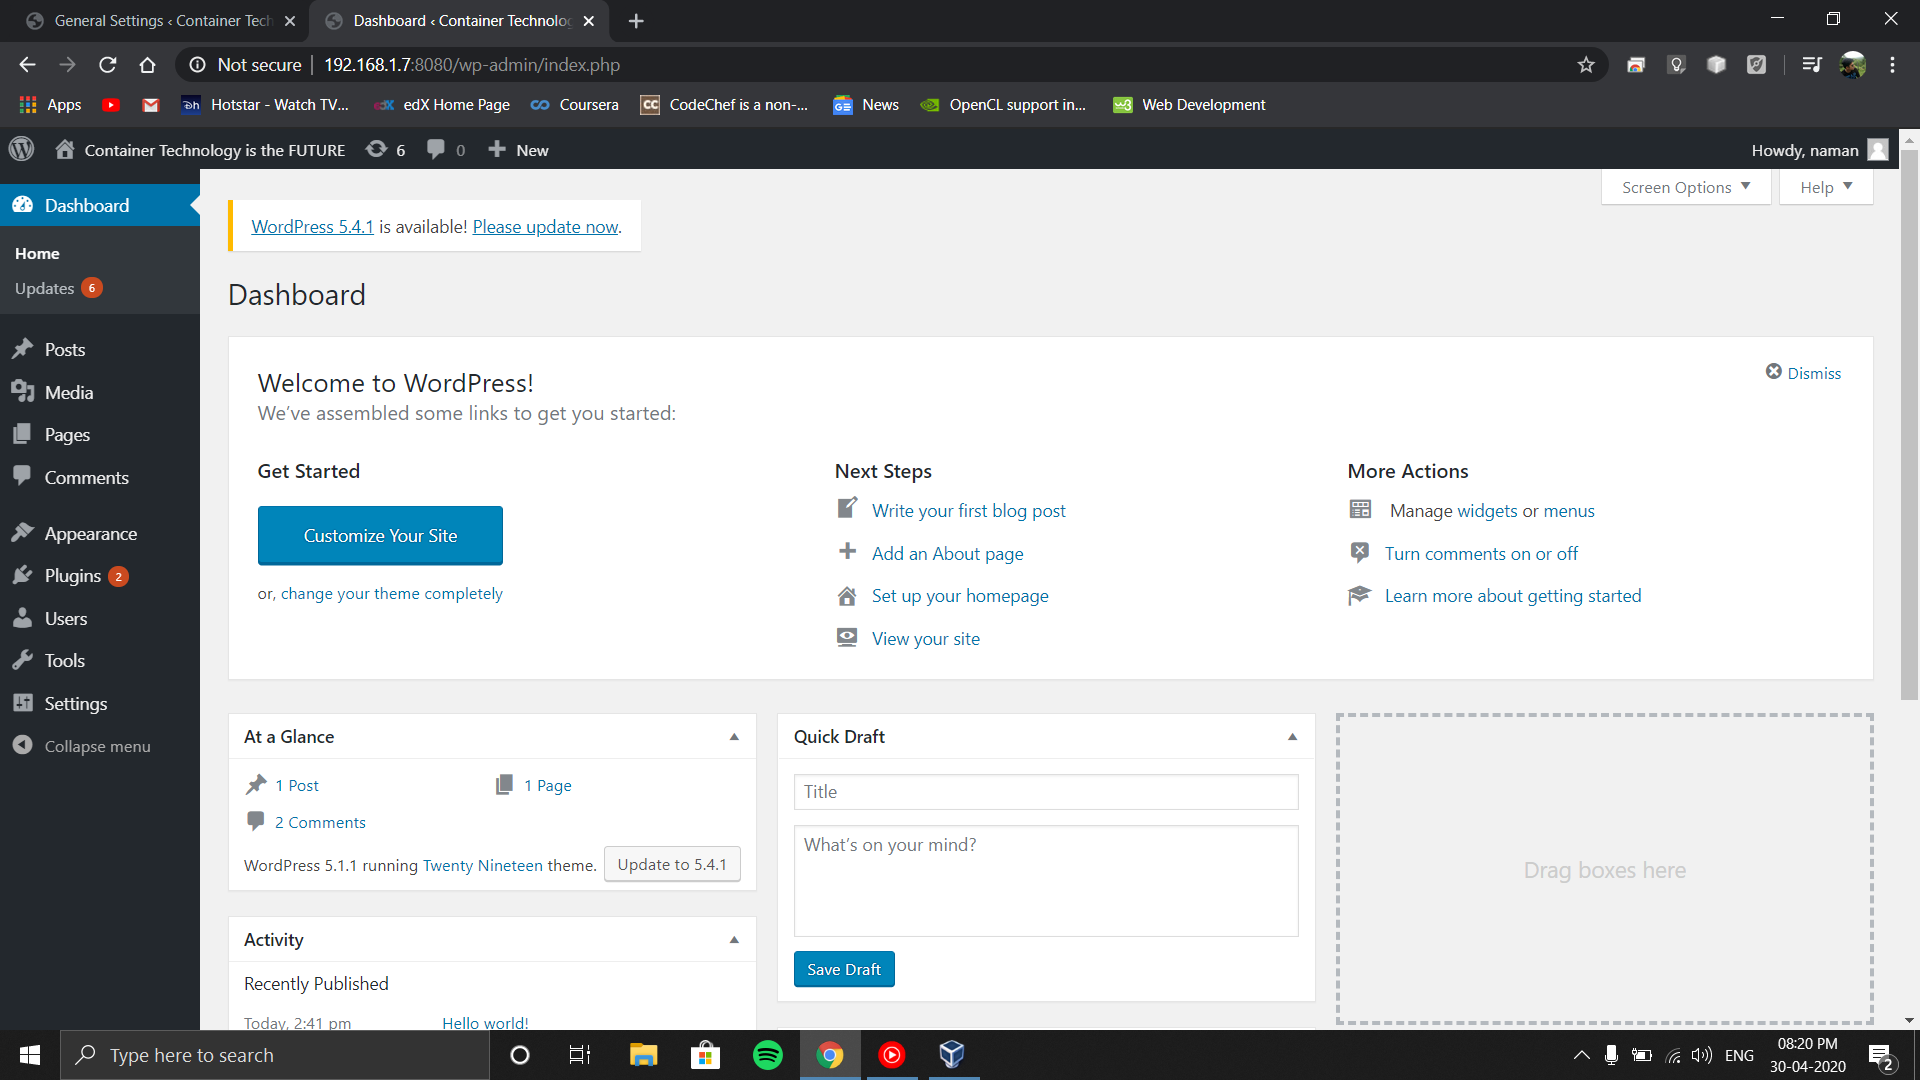 General Settings ‹ Container Tech
Dashboard ‹ Container Technolog
Not secure 192.168.1.7:8080/wp-admin/index.php
Apps
Hotstar - Watch TV...
edX Home Page
Coursera
CodeChef is a non-...
News
OpenCL support in...
Web Development
Container Technology is the FUTURE 6 0 New
Howdy, naman
Screen Options
Help
Dashboard
Home
Updates 6
Posts
Media
Pages
Comments
Appearance
Plugins 2
Users
Tools
Settings
Collapse menu
WordPress 5.4.1 is available! Please update now.
Dashboard
Welcome to WordPress!
We've assembled some links to get you started:
Dismiss
Get Started
Customize Your Site
or, change your theme completely
Next Steps
Write your first blog post
Add an About page
Set up your homepage
View your site
More Actions
Manage widgets or menus
Turn comments on or off
Learn more about getting started
At a Glance
1 Post
1 Page
2 Comments
WordPress 5.1.1 running Twenty Nineteen theme.
Update to 5.4.1
Activity
Recently Published
Today, 2:41 pm Hello world!
Quick Draft
Title
What's on your mind?
Save Draft
Drag boxes here
Type here to search
ENG
08:20 PM
30-04-2020
2